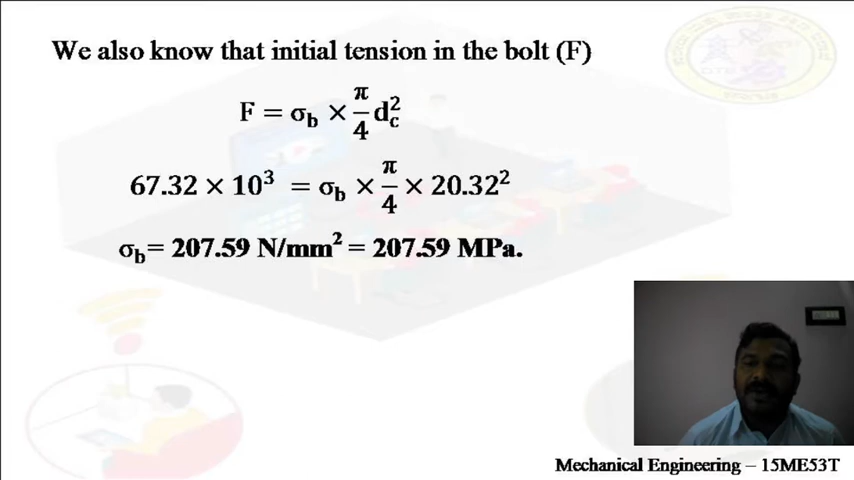 We also know that initial tension in the bolt (F)
F = σb × π/4 dc²
67.32 × 10³ = σb × π/4 × 20.32²
σb= 207.59 N/mm² = 207.59 MPa.
Mechanical Engineering – 15ME53T